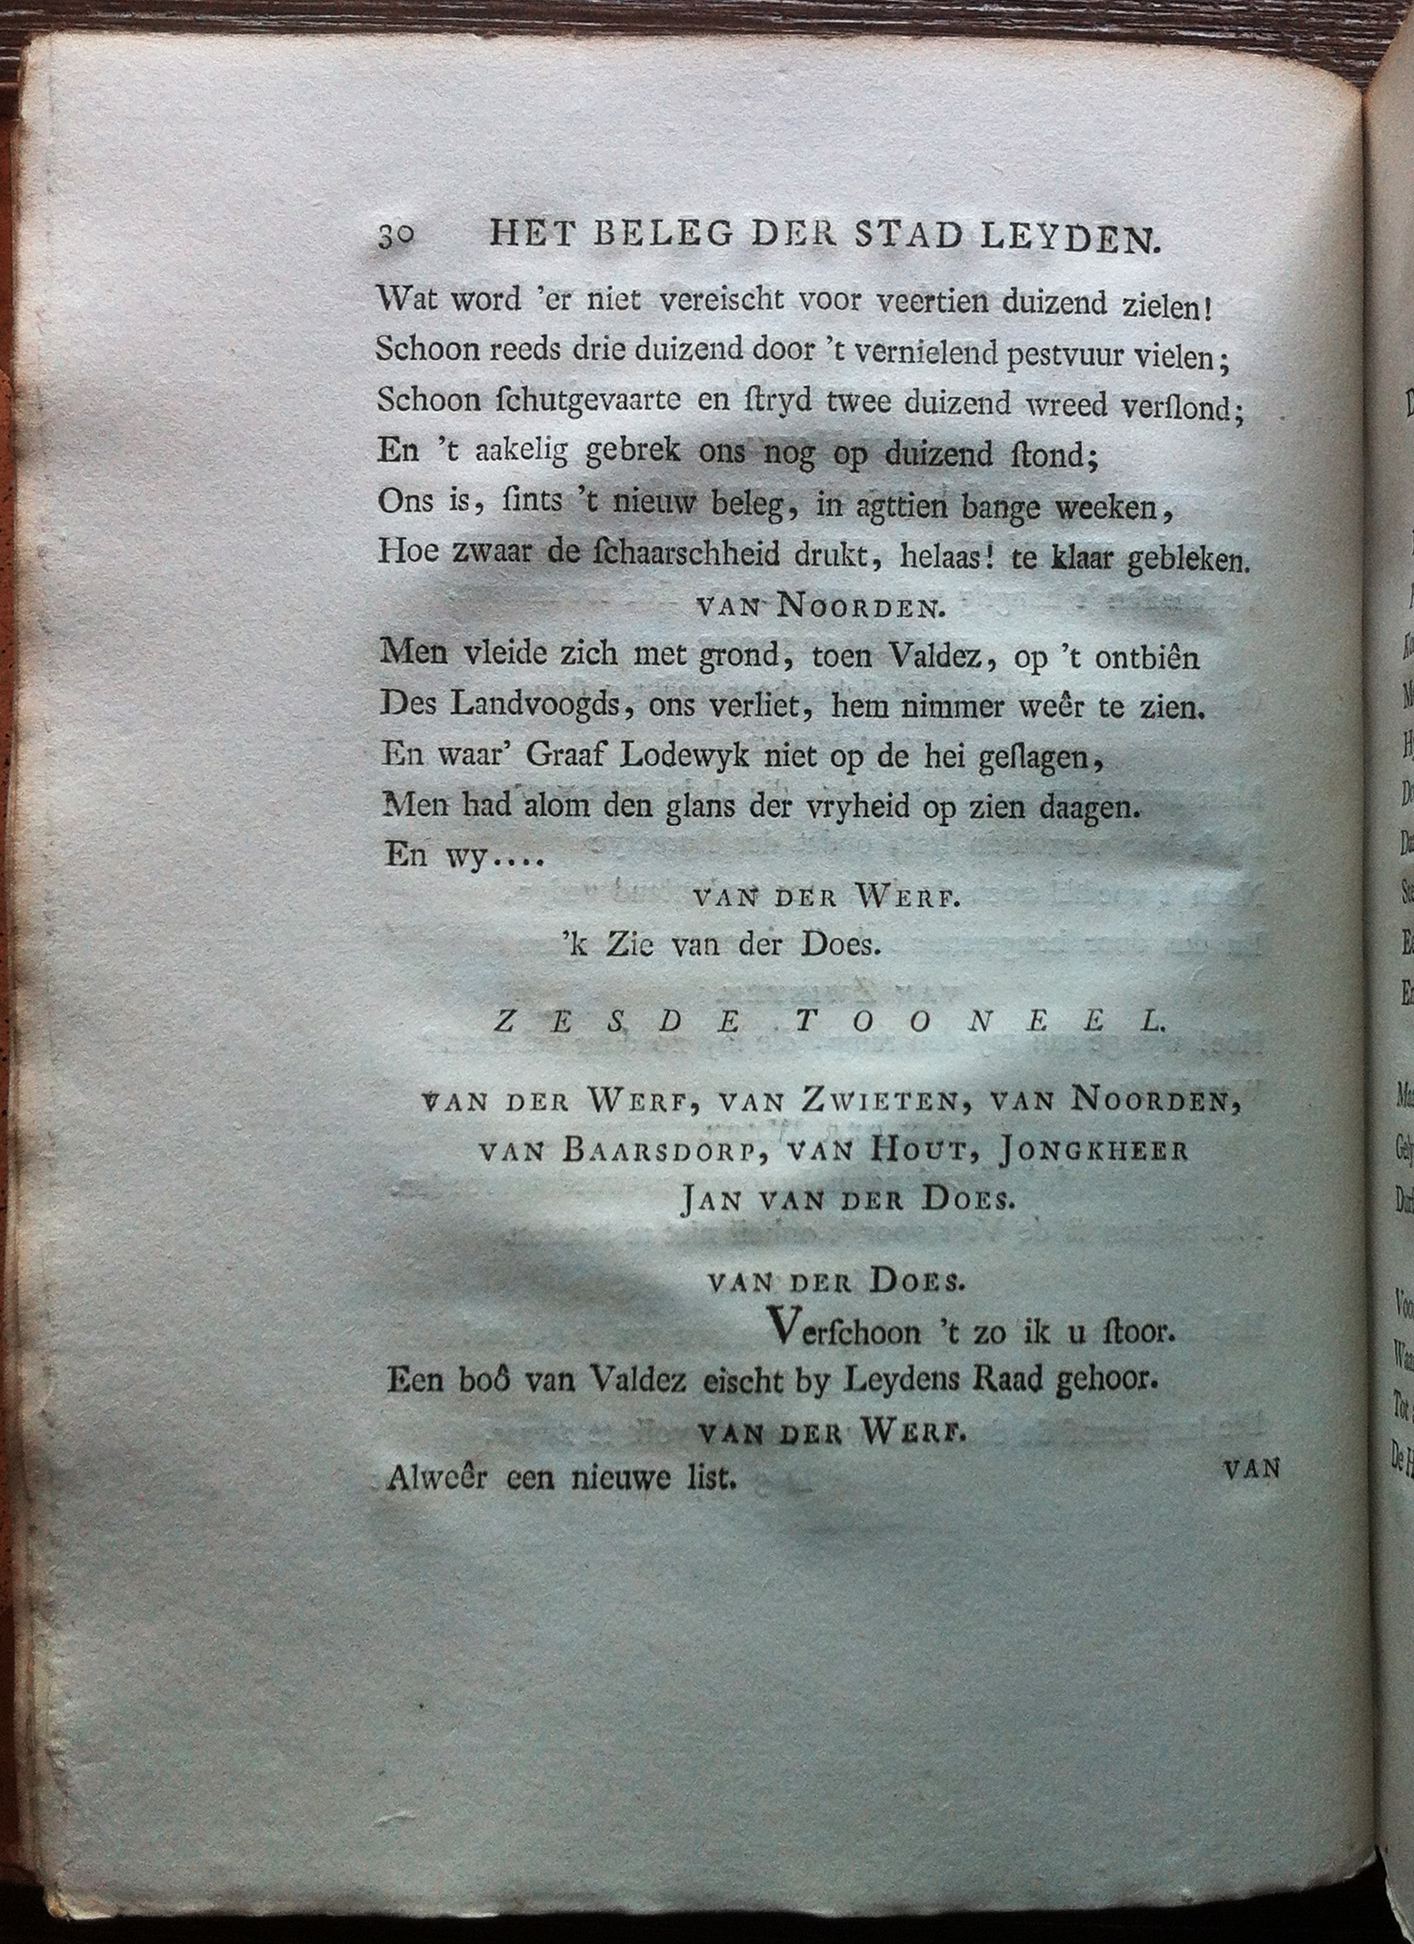 30 HET BELEG DER STAD LEYDEN.
Wat word 'er niet vereischt voor veertien duizend zielen!
Schoon reeds drie duizend door 't vernielend pestvuur vielen;
Schoon ſchutgevaarte en ſtryd twee duizend wreed verſlond;
En 't aakelig gebrek ons nog op duizend ſtond;
Ons is, ſints 't nieuw beleg, in agttien bange weeken,
Hoe zwaar de ſchaarschheid drukt, helaas! te klaar gebleken.
VAN NOORDEN.
Men vleide zich met grond, toen Valdez, op 't ontbiên
Des Landvoogds, ons verliet, hem nimmer weêr te zien.
En waar' Graaf Lodewyk niet op de hei geſlagen,
Men had alom den glans der vryheid op zien daagen.
En wy....
VAN DER WERF.
'k Zie van der Does.
ZESDE TOONEEL.
VAN DER WERF, VAN ZWIETEN, VAN NOORDEN,
VAN BAARSDORP, VAN HOUT, JONGKHEER
JAN VAN DER DOES.
VAN DER DOES.
Verſchoon 't zo ik u ſtoor.
Een boô van Valdez eischt by Leydens Raad gehoor.
VAN DER WERF.
Alweêr een nieuwe list.
VAN